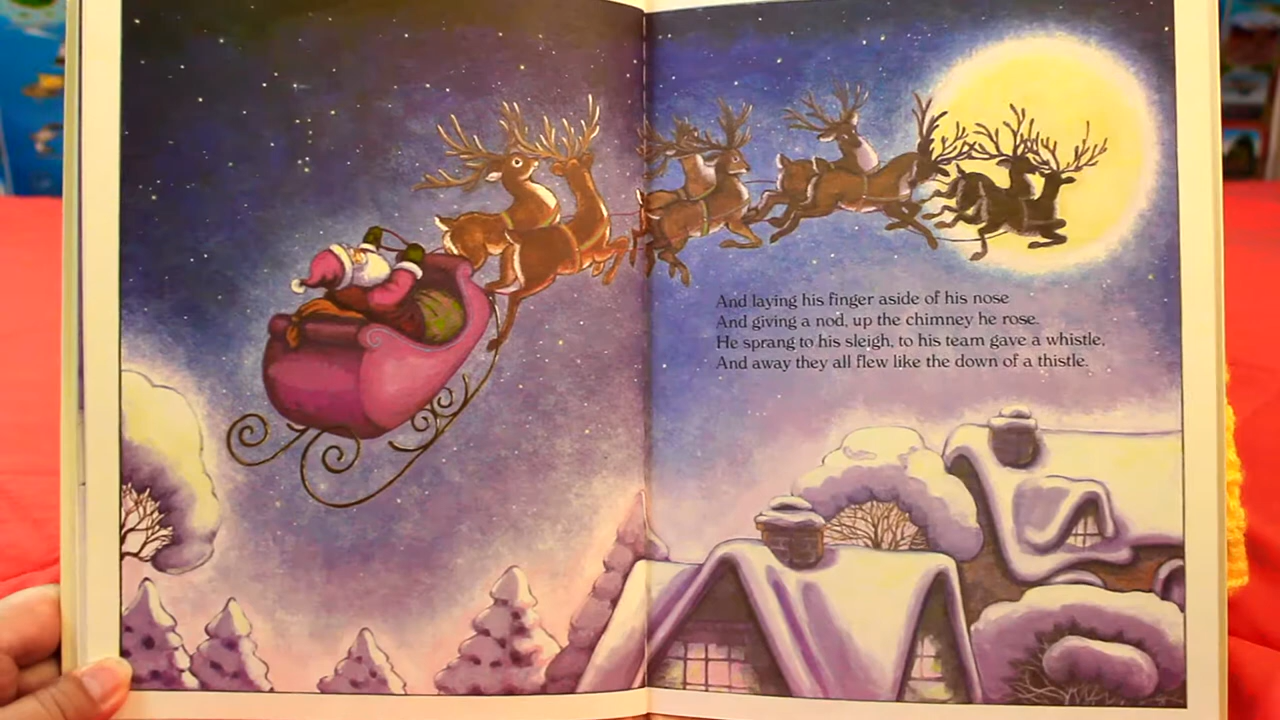 And laying his finger aside of his nose
And giving a nod, up the chimney he rose.
He sprang to his sleigh, to his team gave a whistle,
And away they all flew like the down of a thistle.